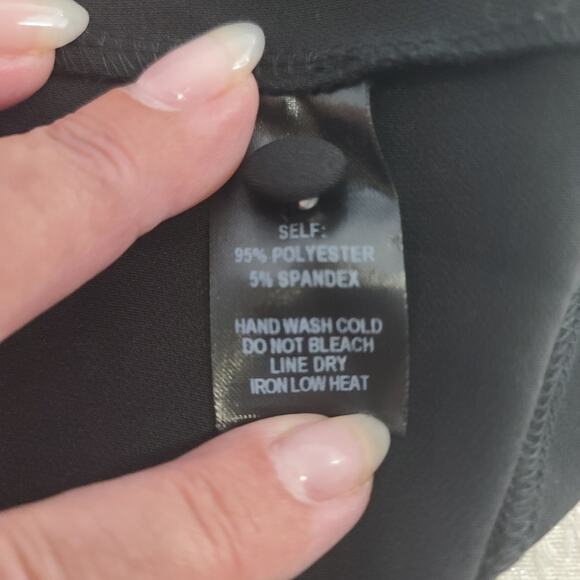 SELF:
95% POLYESTER
5% SPANDEX
HAND WASH COLD
DO NOT BLEACH
LINE DRY
IRON LOW HEAT